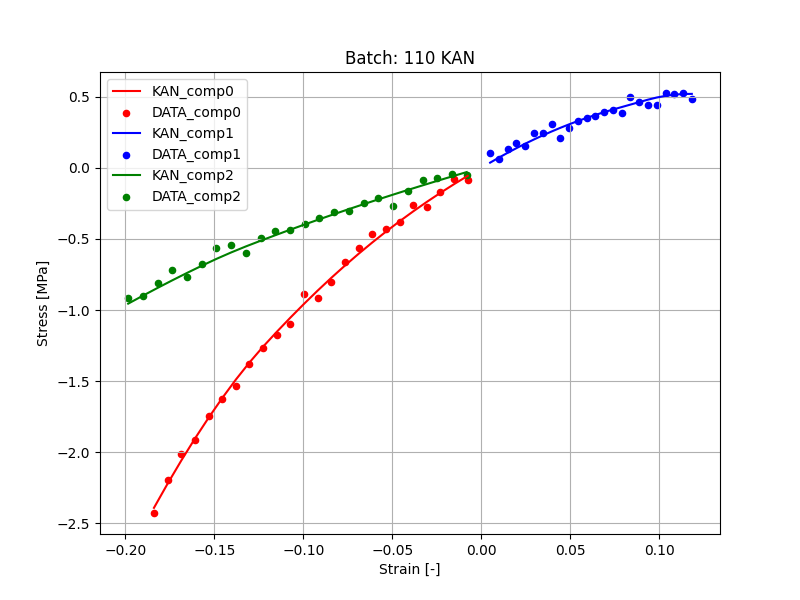 Batch: 110 KAN
KAN_comp0
DATA_comp0
KAN_comp1
DATA_comp1
KAN_comp2
DATA_comp2
0.5
0.0
−0.5
−1.0
−1.5
−2.0
−2.5
Stress [MPa]
−0.20 −0.15 −0.10 −0.05 0.00 0.05 0.10
Strain [-]